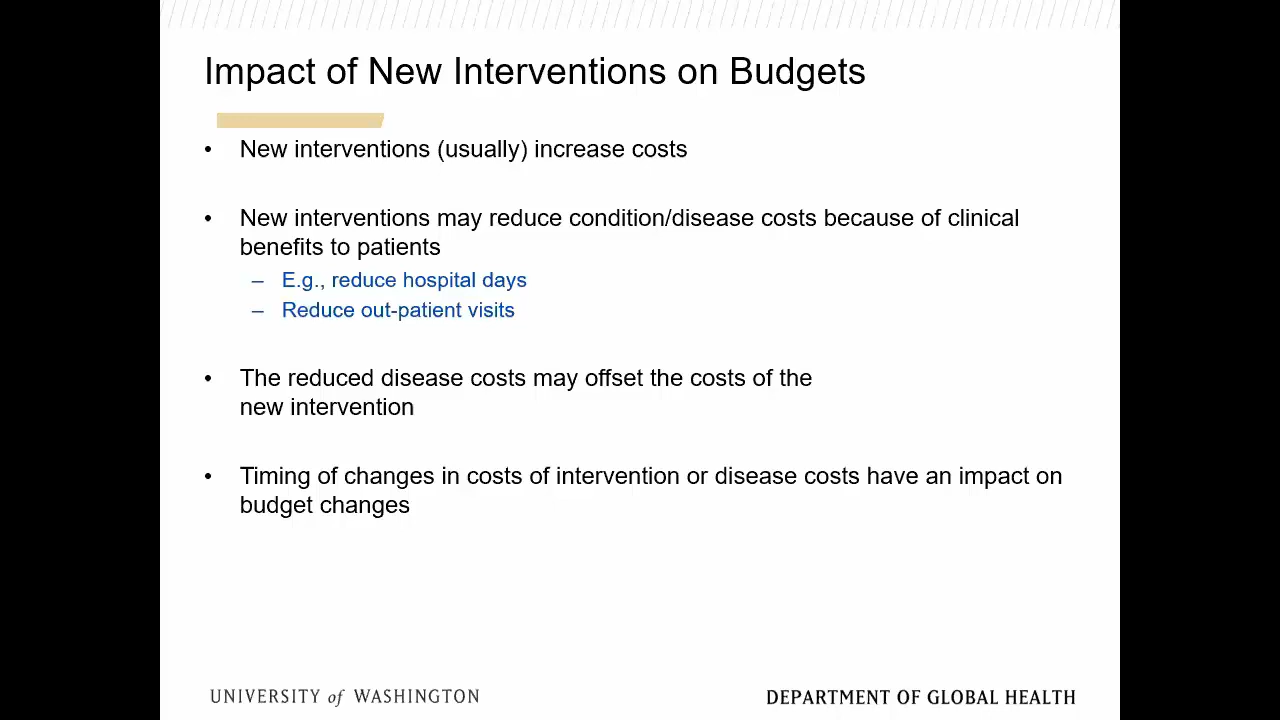 Impact of New Interventions on Budgets
• New interventions (usually) increase costs
• New interventions may reduce condition/disease costs because of clinical
benefits to patients
– E.g., reduce hospital days
– Reduce out-patient visits
• The reduced disease costs may offset the costs of the
new intervention
• Timing of changes in costs of intervention or disease costs have an impact on
budget changes
UNIVERSITY of WASHINGTON
DEPARTMENT OF GLOBAL HEALTH